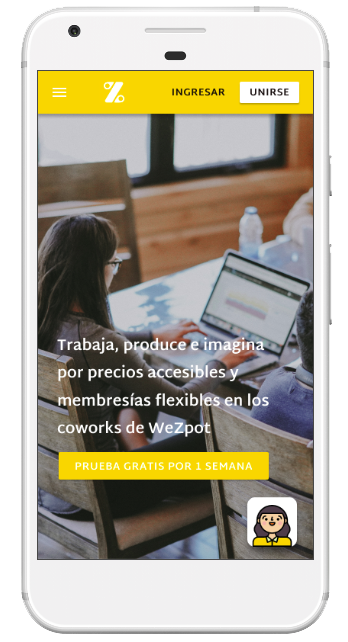 INGRESAR
UNIRSE
Trabaja, produce e imagina
por precios accesibles y
membresías flexibles en los
coworks de WeZpot
PRUEBA GRATIS POR 1 SEMANA